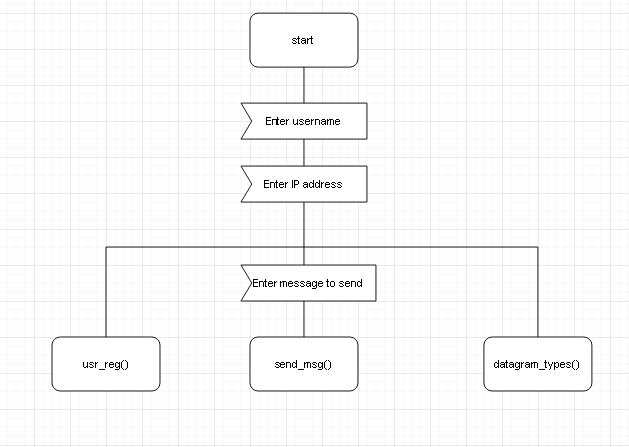 start
Enter username
Enter IP address
Enter message to send
usr_reg()
send_msg()
datagram_types()